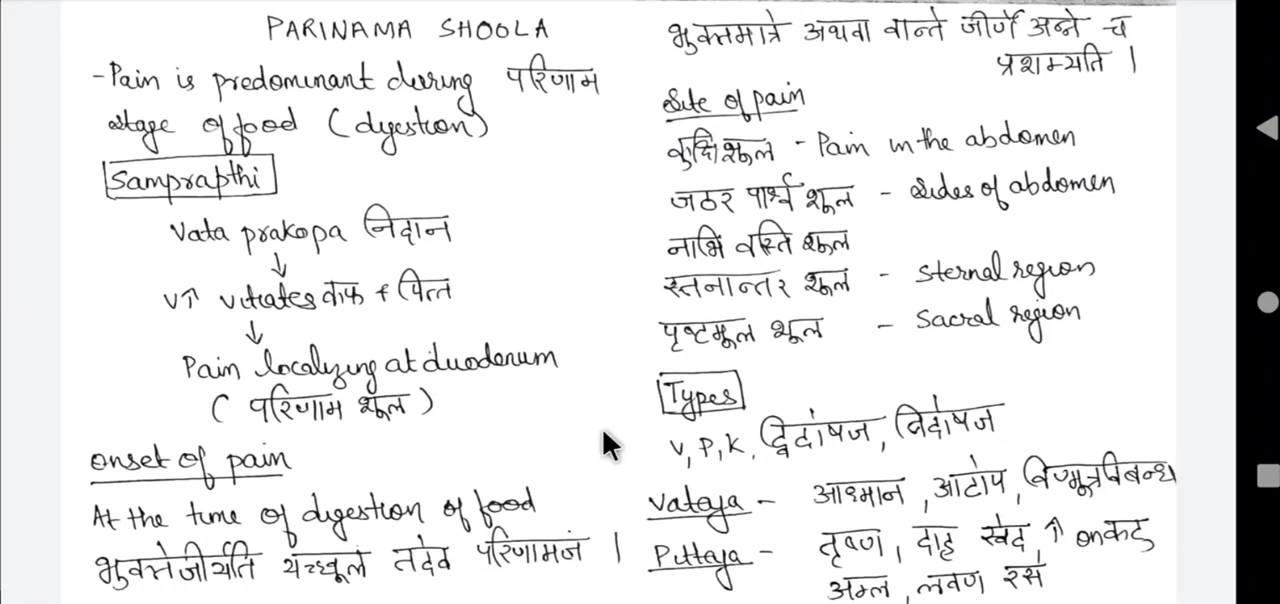 PARINAMA SHOOLA
-Pain is predominant during परिणाम
stage of food (digestion)
Samprapthi
Vata prakopa निदान
↓
V↑ vitiates कफ + पित्त
↓
Pain localizing at duodenum
( परिणाम शूल )
onset of pain
At the time of digestion of food
भुक्तेजीर्यति यच्छूलं तदेव परिणामजं ।
भुक्तमात्रे अथवा वान्ते जीर्णे अन्ने च
प्रशम्यति ।
Site of pain
कुक्षिशूल - Pain in the abdomen
जठर पार्श्व शूल - sides of abdomen
नाभि वस्ति शूल
स्तनान्तर शूल - sternal region
पृष्टमूल शूल - Sacral region
Types
V, P, K, द्विदोषज, त्रिदोषज
Vataja - आध्मान, आटोप, विण्मूत्रविबन्ध
Pittaja - तृष्ण, दाह स्वेद, ↑ on कटु
अम्ल, लवण रस